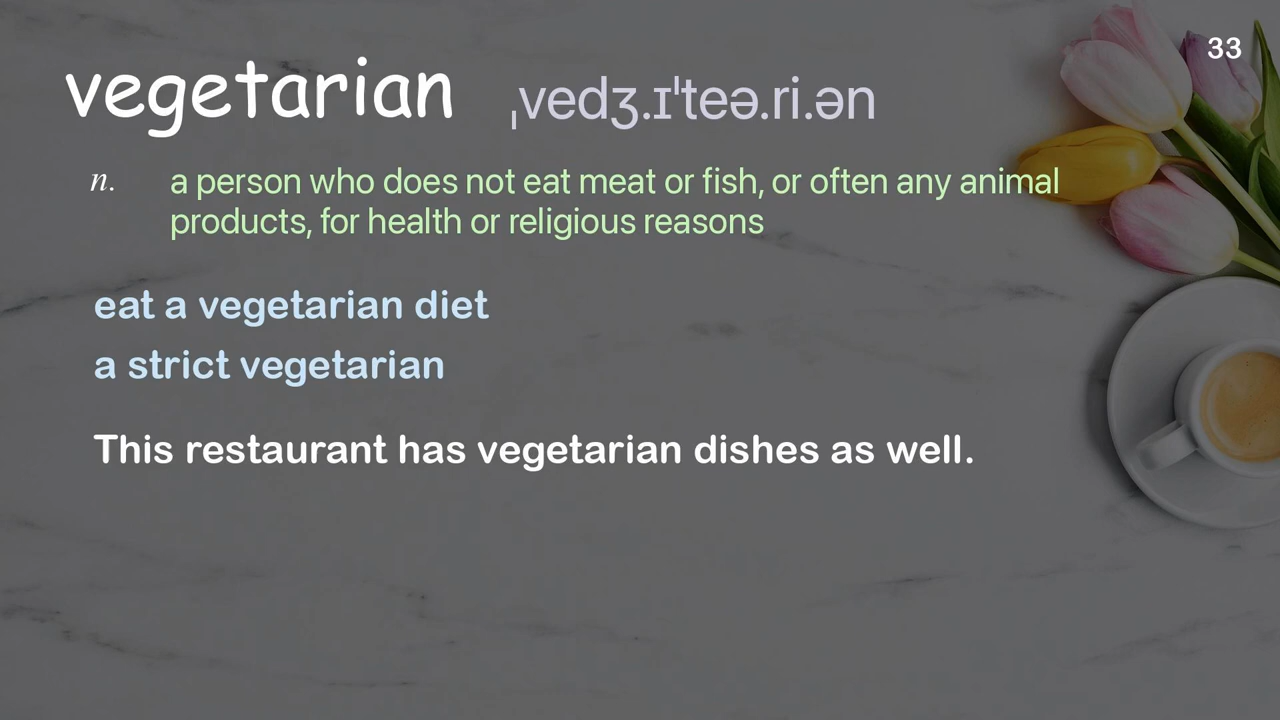 33
vegetarian ˌvedʒ.ɪˈteə.ri.ən
n. a person who does not eat meat or fish, or often any animal
products, for health or religious reasons
eat a vegetarian diet
a strict vegetarian
This restaurant has vegetarian dishes as well.